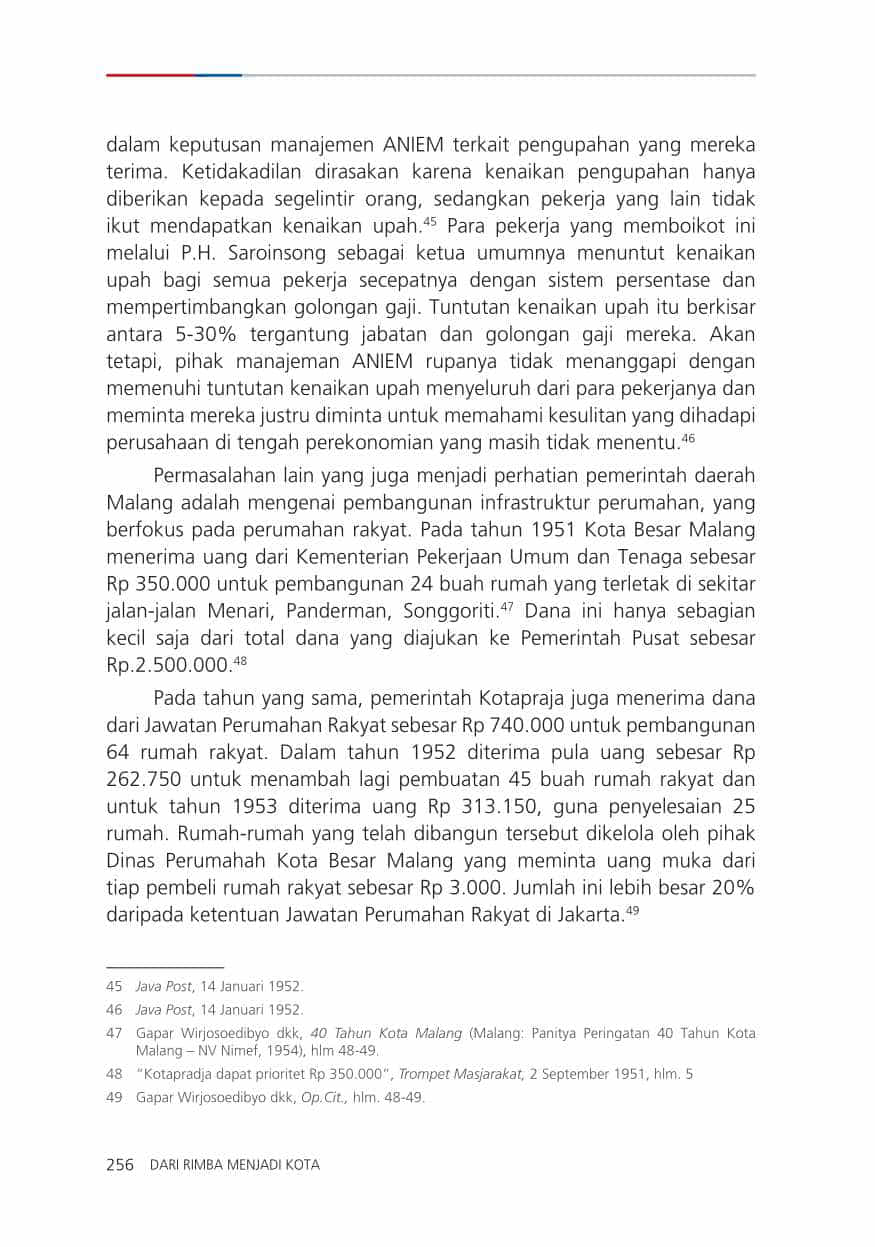 dalam keputusan manajemen ANIEM terkait pengupahan yang mereka
terima. Ketidakadilan dirasakan karena kenaikan pengupahan hanya
diberikan kepada segelintir orang, sedangkan pekerja yang lain tidak
ikut mendapatkan kenaikan upah.45 Para pekerja yang memboikot ini
melalui P.H. Saroinsong sebagai ketua umumnya menuntut kenaikan
upah bagi semua pekerja secepatnya dengan sistem persentase dan
mempertimbangkan golongan gaji. Tuntutan kenaikan upah itu berkisar
antara 5-30% tergantung jabatan dan golongan gaji mereka. Akan
tetapi, pihak manajeman ANIEM rupanya tidak menanggapi dengan
memenuhi tuntutan kenaikan upah menyeluruh dari para pekerjanya dan
meminta mereka justru diminta untuk memahami kesulitan yang dihadapi
perusahaan di tengah perekonomian yang masih tidak menentu.46
Permasalahan lain yang juga menjadi perhatian pemerintah daerah
Malang adalah mengenai pembangunan infrastruktur perumahan, yang
berfokus pada perumahan rakyat. Pada tahun 1951 Kota Besar Malang
menerima uang dari Kementerian Pekerjaan Umum dan Tenaga sebesar
Rp 350.000 untuk pembangunan 24 buah rumah yang terletak di sekitar
jalan-jalan Menari, Panderman, Songgoriti.47 Dana ini hanya sebagian
kecil saja dari total dana yang diajukan ke Pemerintah Pusat sebesar
Rp.2.500.000.48
Pada tahun yang sama, pemerintah Kotapraja juga menerima dana
dari Jawatan Perumahan Rakyat sebesar Rp 740.000 untuk pembangunan
64 rumah rakyat. Dalam tahun 1952 diterima pula uang sebesar Rp
262.750 untuk menambah lagi pembuatan 45 buah rumah rakyat dan
untuk tahun 1953 diterima uang Rp 313.150, guna penyelesaian 25
rumah. Rumah-rumah yang telah dibangun tersebut dikelola oleh pihak
Dinas Perumahah Kota Besar Malang yang meminta uang muka dari
tiap pembeli rumah rakyat sebesar Rp 3.000. Jumlah ini lebih besar 20%
daripada ketentuan Jawatan Perumahan Rakyat di Jakarta.49
45 Java Post, 14 Januari 1952.
46 Java Post, 14 Januari 1952.
47 Gapar Wirjosoedibyo dkk, 40 Tahun Kota Malang (Malang: Panitya Peringatan 40 Tahun Kota
Malang – NV Nimef, 1954), hlm 48-49.
48 "Kotapradja dapat prioritet Rp 350.000", Trompet Masjarakat, 2 September 1951, hlm. 5
49 Gapar Wirjosoedibyo dkk, Op.Cit., hlm. 48-49.
256 DARI RIMBA MENJADI KOTA